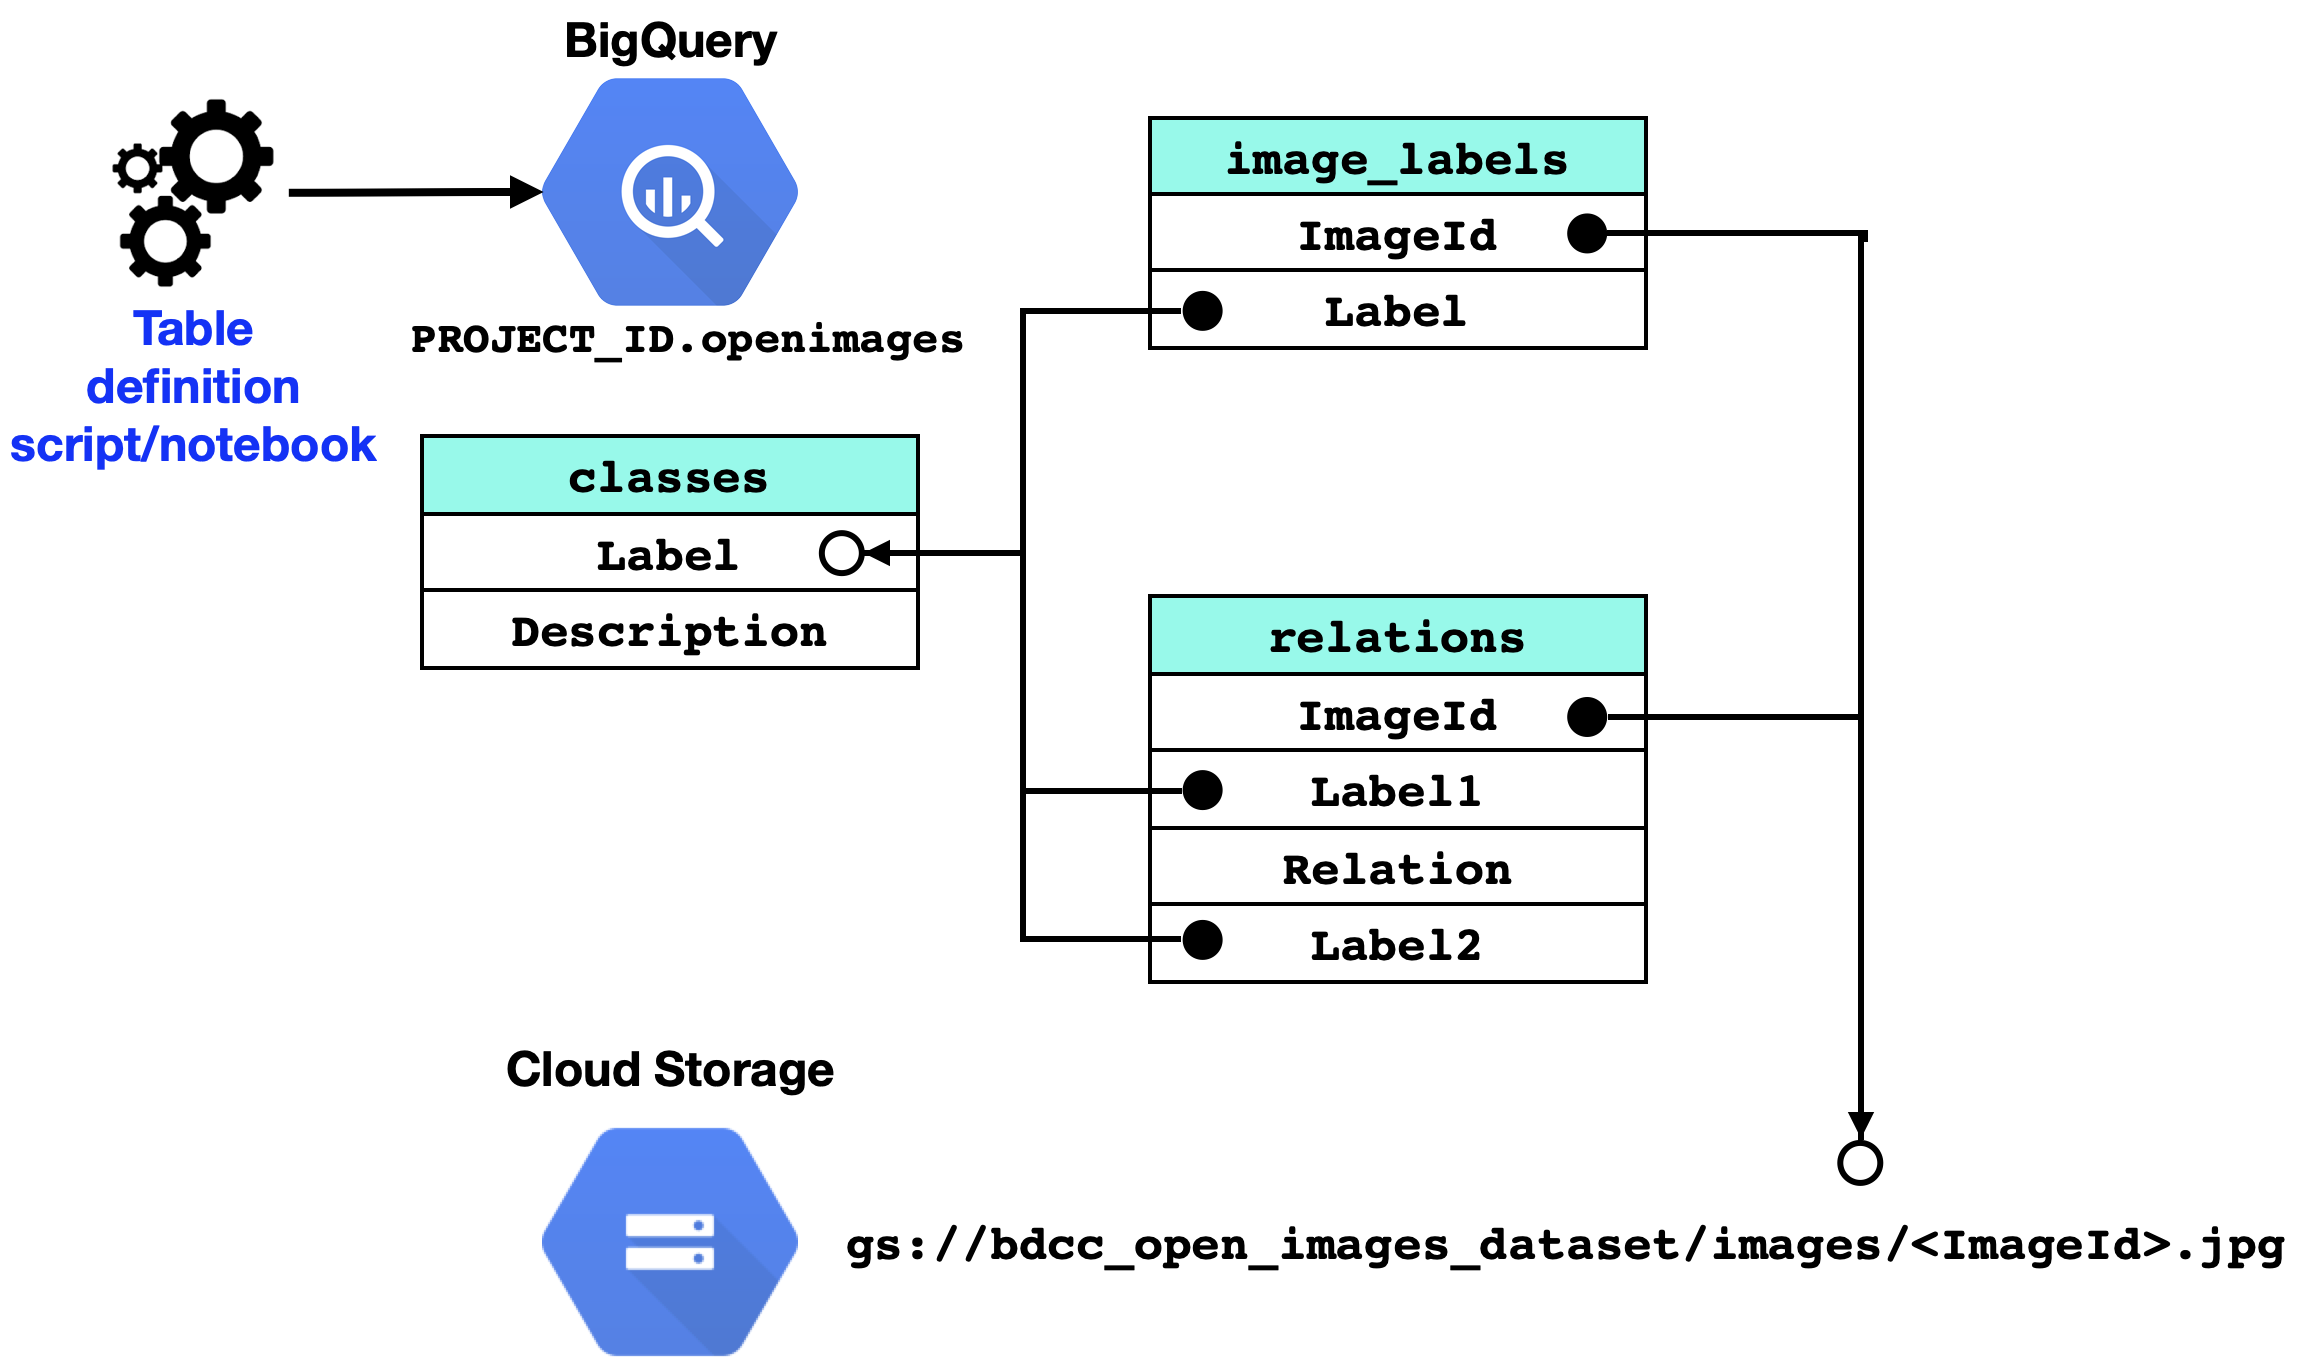 BigQuery
Table
definition
script/notebook
PROJECT_ID.openimages
classes
Label
Description
image_labels
ImageId
Label
relations
ImageId
Label1
Relation
Label2
Cloud Storage
gs://bdcc_open_images_dataset/images/<ImageId>.jpg